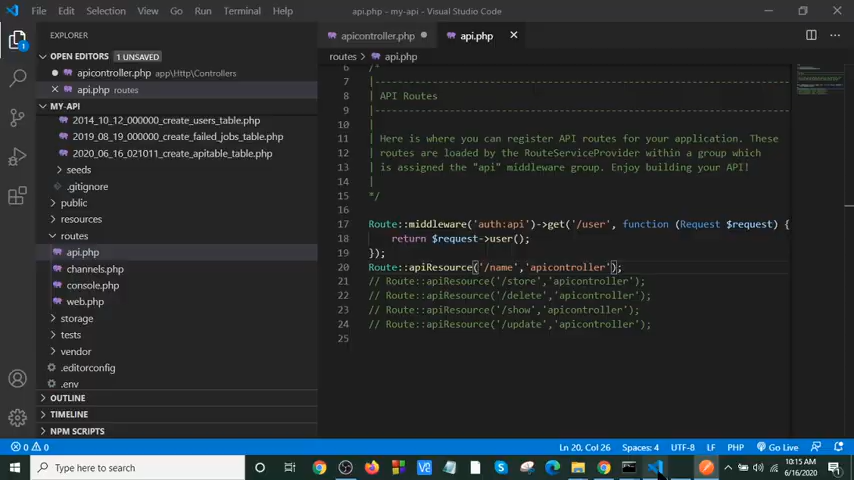 File Edit Selection View Go Run Terminal Help
api.php - my-api - Visual Studio Code
EXPLORER
OPEN EDITORS 1 UNSAVED
apicontroller.php app\Http\Controllers
api.php routes
MY-API
2014_10_12_000000_create_users_table.php
2019_08_19_000000_create_failed_jobs_table.php
2020_06_16_021011_create_apitable_table.php
seeds
.gitignore
public
resources
routes
api.php
channels.php
console.php
web.php
storage
tests
vendor
.editorconfig
.env
OUTLINE
TIMELINE
NPM SCRIPTS
apicontroller.php
api.php
routes > api.php
6 /*
7 |--------------------------------------------------------------------------
8 | API Routes
9 |--------------------------------------------------------------------------
10 |
11 | Here is where you can register API routes for your application. These
12 | routes are loaded by the RouteServiceProvider within a group which
13 | is assigned the "api" middleware group. Enjoy building your API!
14 |
15 */
16
17 Route::middleware('auth:api')->get('/user', function (Request $request) {
18 return $request->user();
19 });
20 Route::apiResource('/name','apicontroller');
21 // Route::apiResource('/store','apicontroller');
22 // Route::apiResource('/delete','apicontroller');
23 // Route::apiResource('/show','apicontroller');
24 // Route::apiResource('/update','apicontroller');
25
0 0
Ln 20, Col 26 Spaces: 4 UTF-8 LF PHP Go Live
Type here to search
10:15 AM
6/16/2020